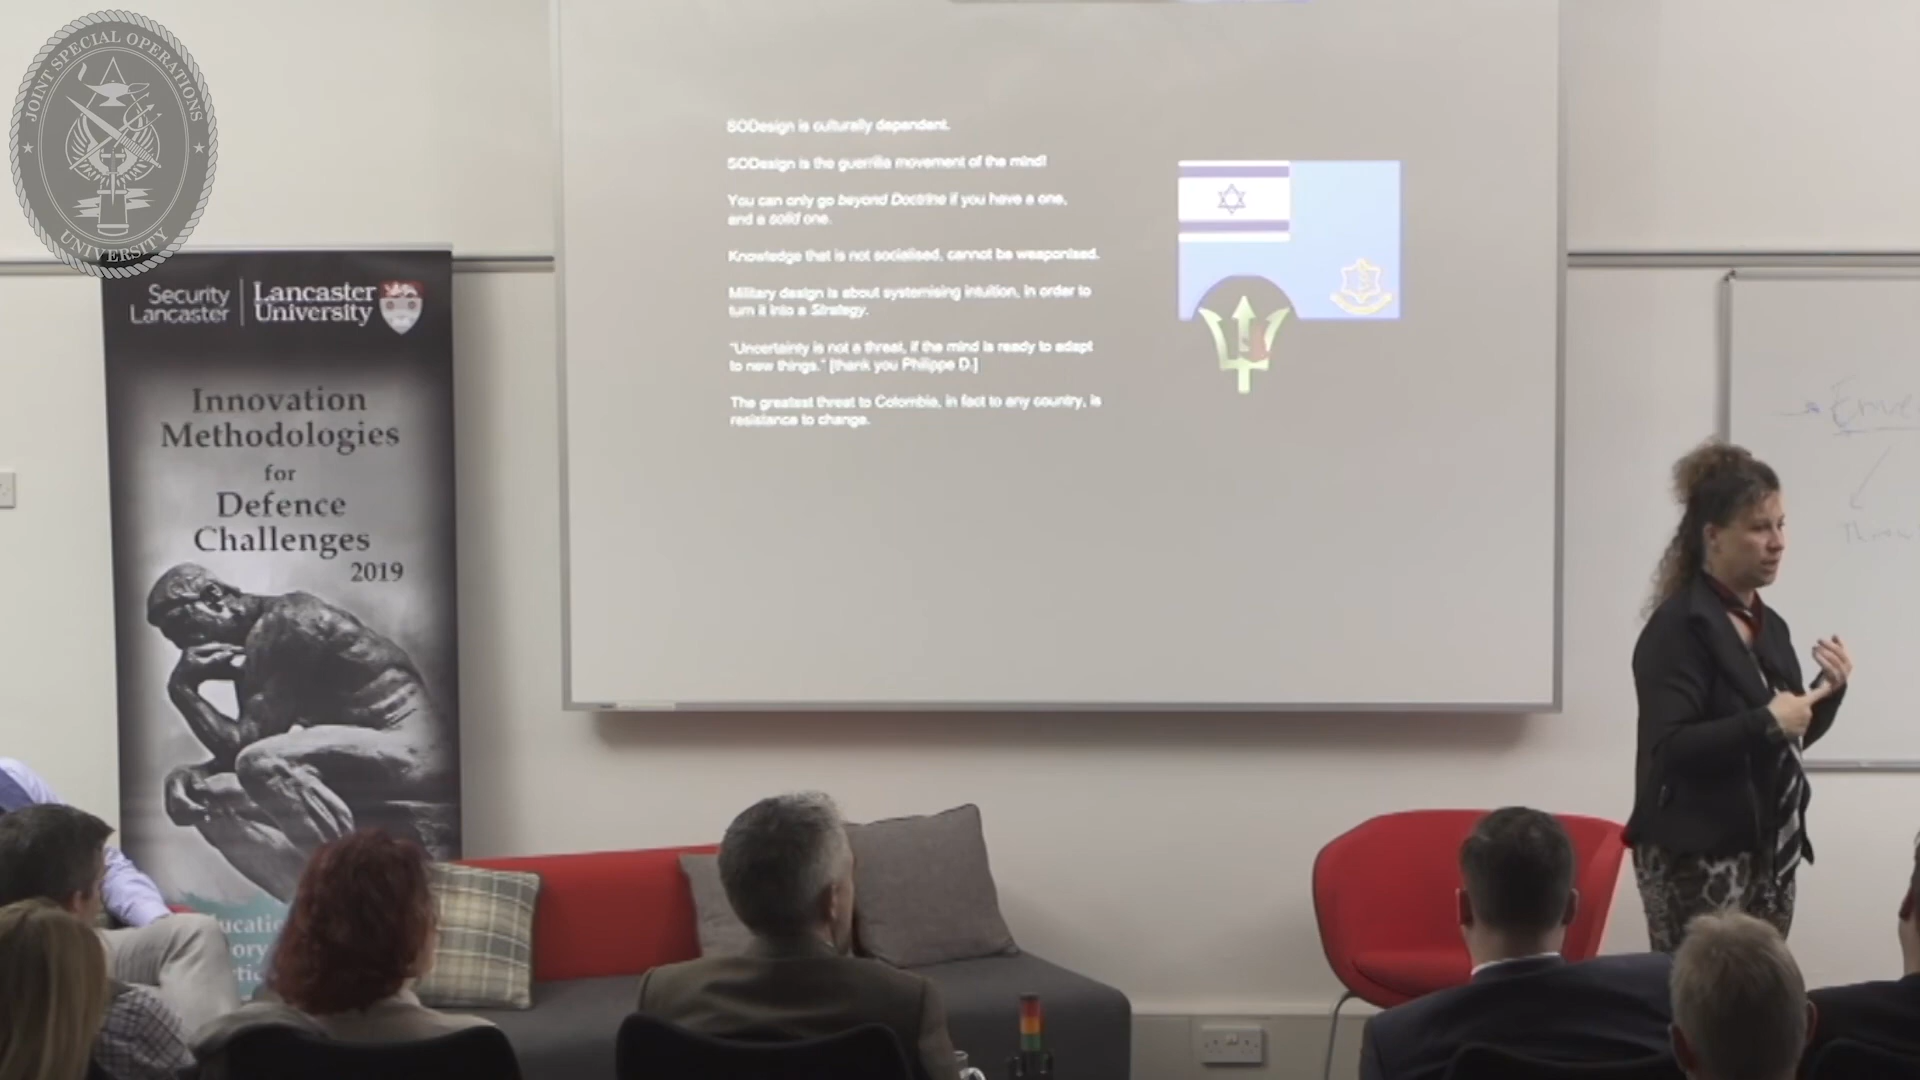 JOINT SPECIAL OPERATIONS
UNIVERSITY
Security
Lancaster
Lancaster
University
Innovation
Methodologies
for
Defence
Challenges
2019
SODesign is culturally dependent.
SODesign is the guerrilla movement of the mind!
You can only go beyond Doctrine if you have a one,
and a solid one.
Knowledge that is not socialised, cannot be weaponised.
Military design is about systemising intuition, in order to
turn it into a Strategy.
"Uncertainty is not a threat, if the mind is ready to adapt
to new things." [thank you Philippe D.]
The greatest threat to Colombia, in fact to any country, is
resistance to change.